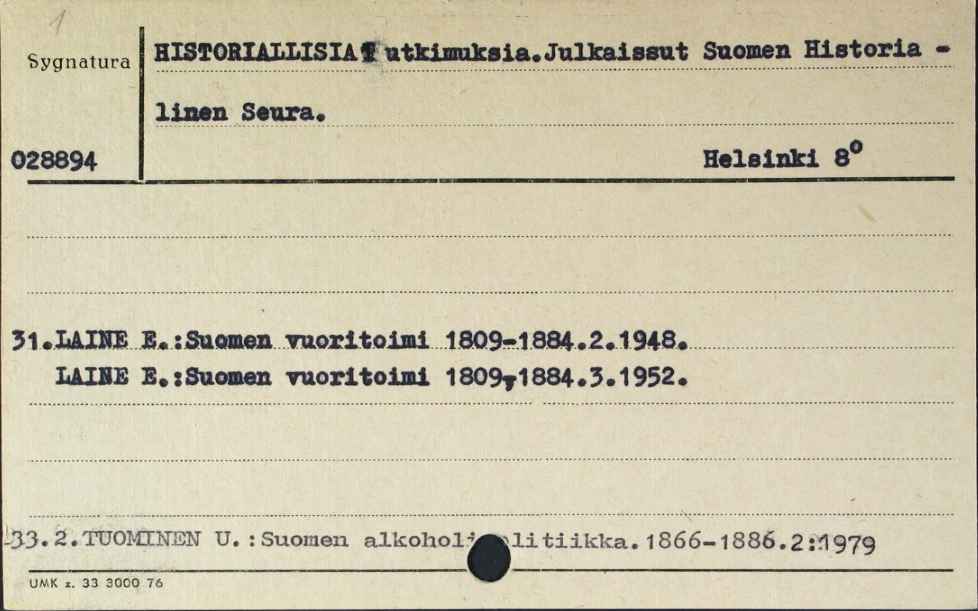 1
Sygnatura
HISTORIALLISIA Tutkimuksia.Julkaissut Suomen Historia -
linen Seura.
028894
Helsinki 8°
31.LAINE E.:Suomen vuoritoimi 1809-1884.2.1948.
LAINE E.:Suomen vuoritoimi 1809-1884.3.1952.
33.2.TUOMINEN U.:Suomen litiikka.1866-1886.2:1979
UMK z. 33 3000 76